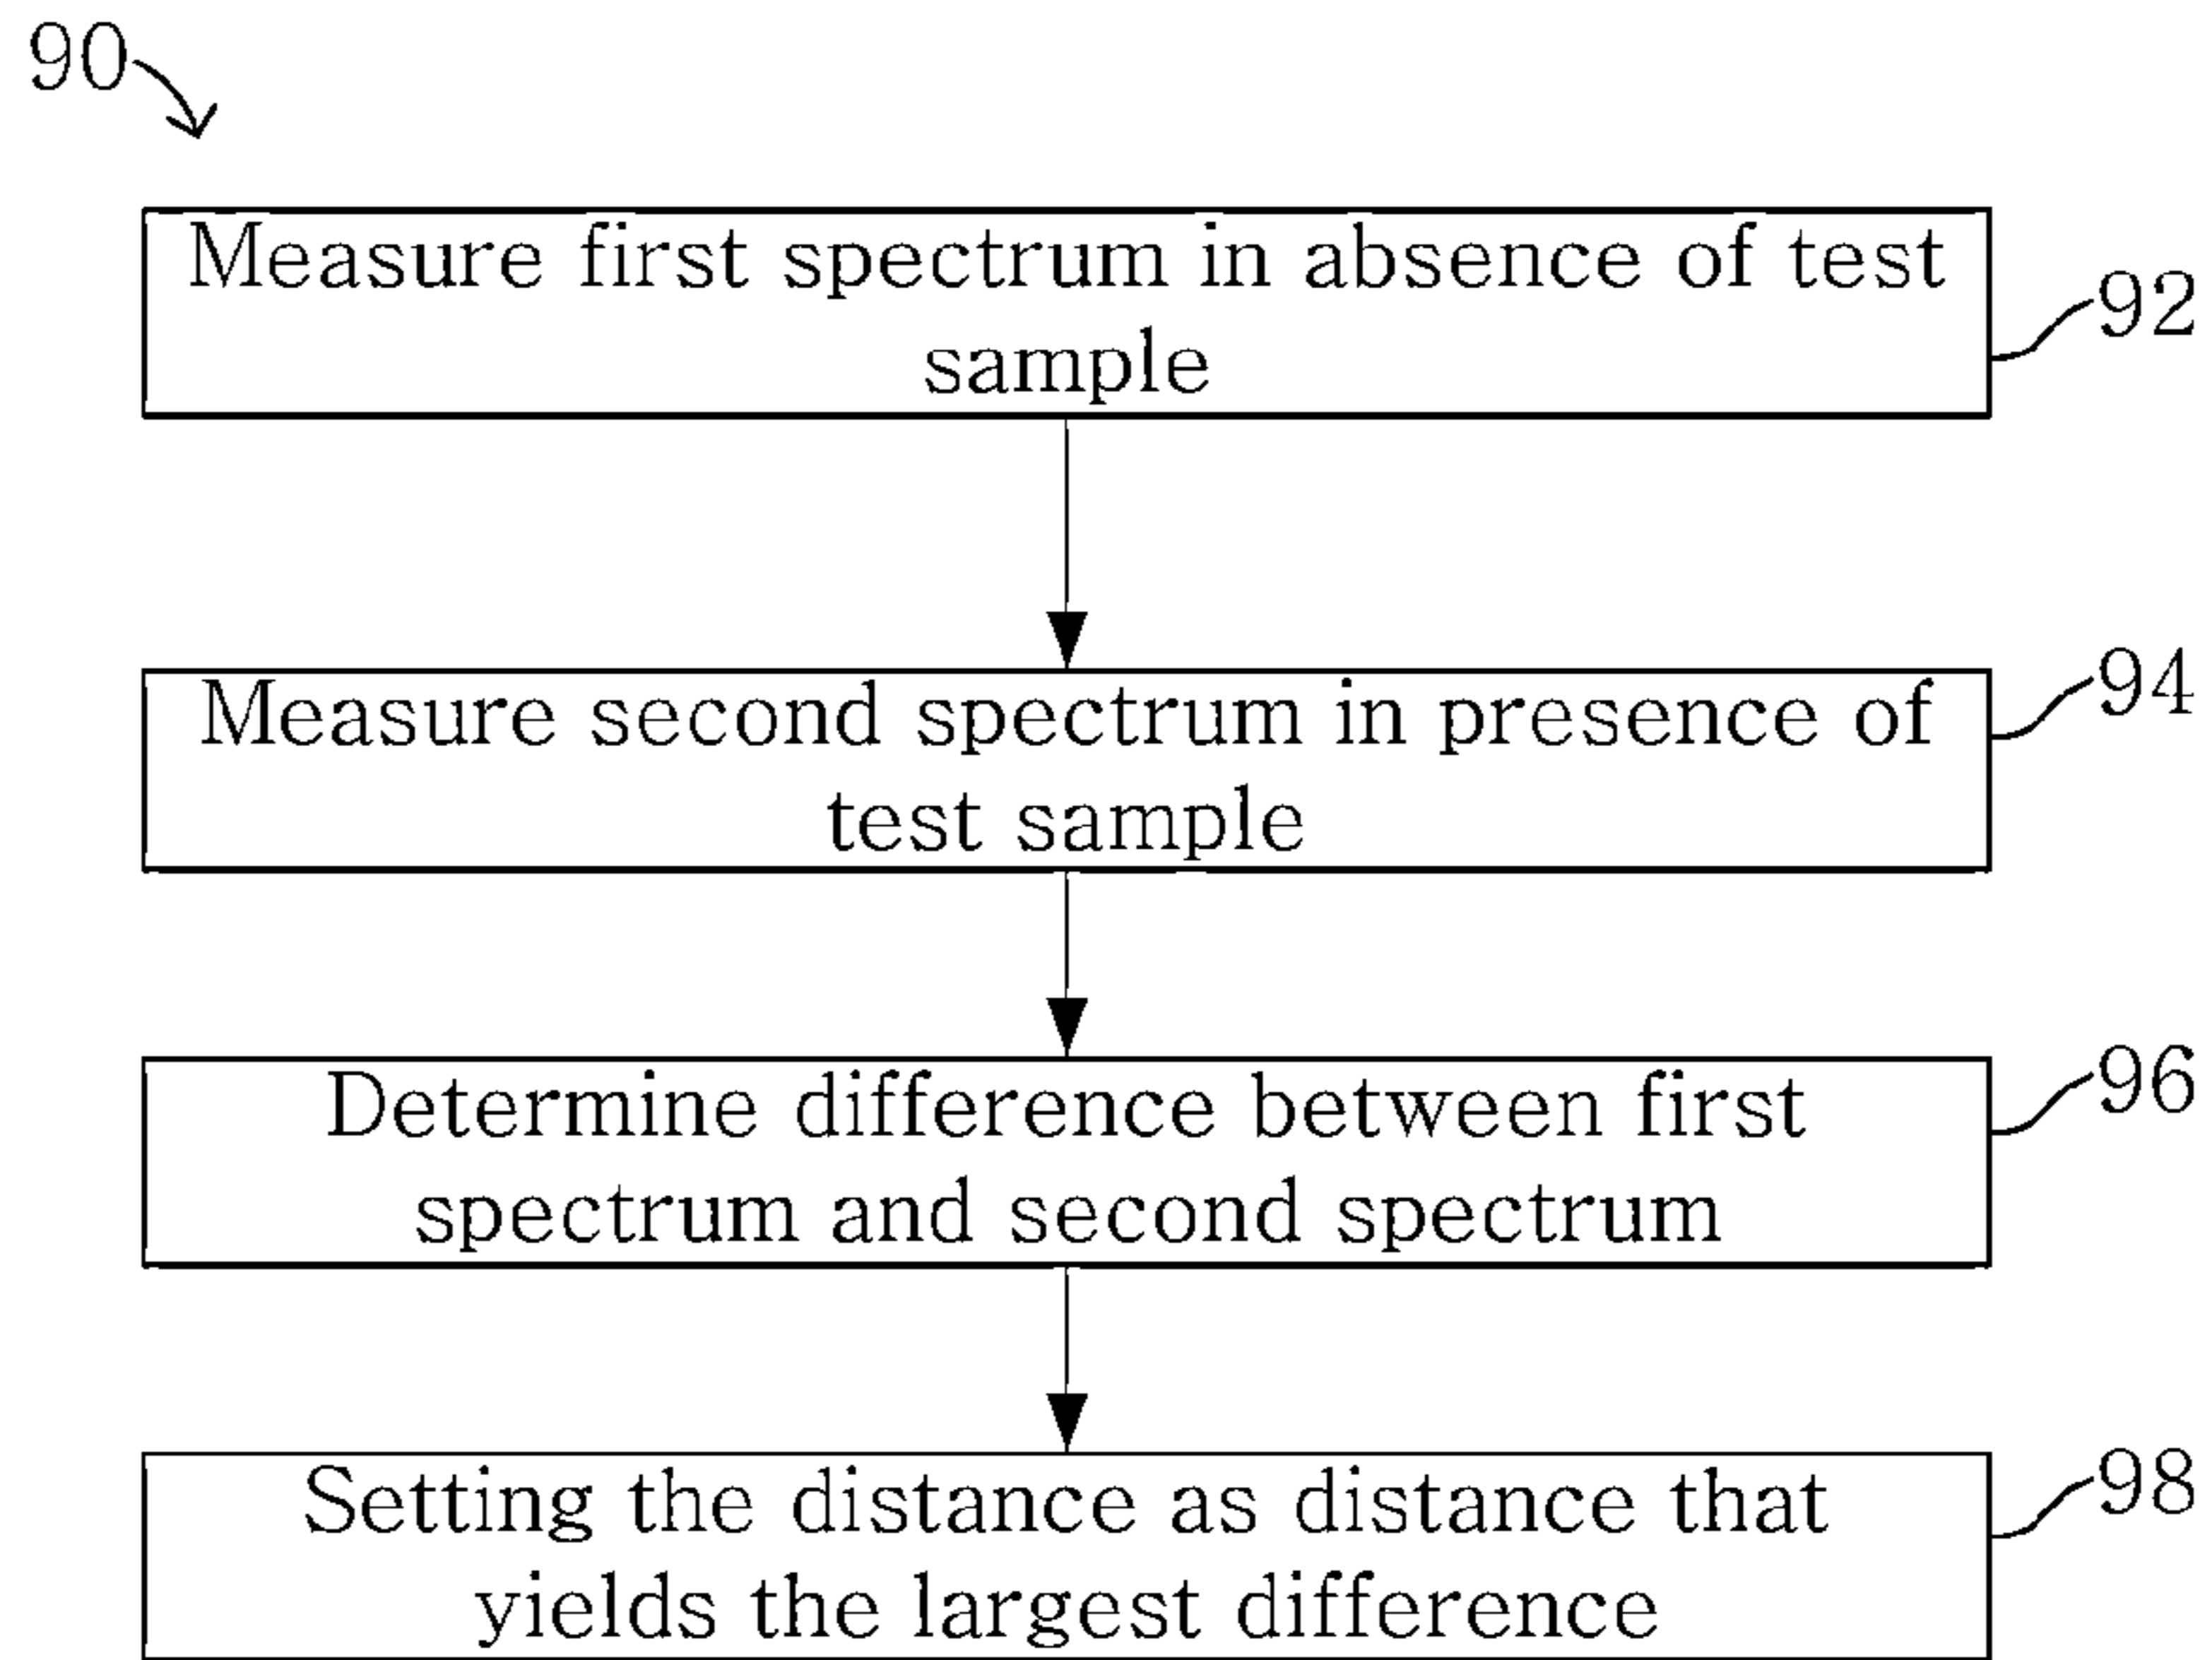 90
Measure first spectrum in absence of test
sample
92
Measure second spectrum in presence of
test sample
94
Determine difference between first
spectrum and second spectrum
96
Setting the distance as distance that
yields the largest difference
98